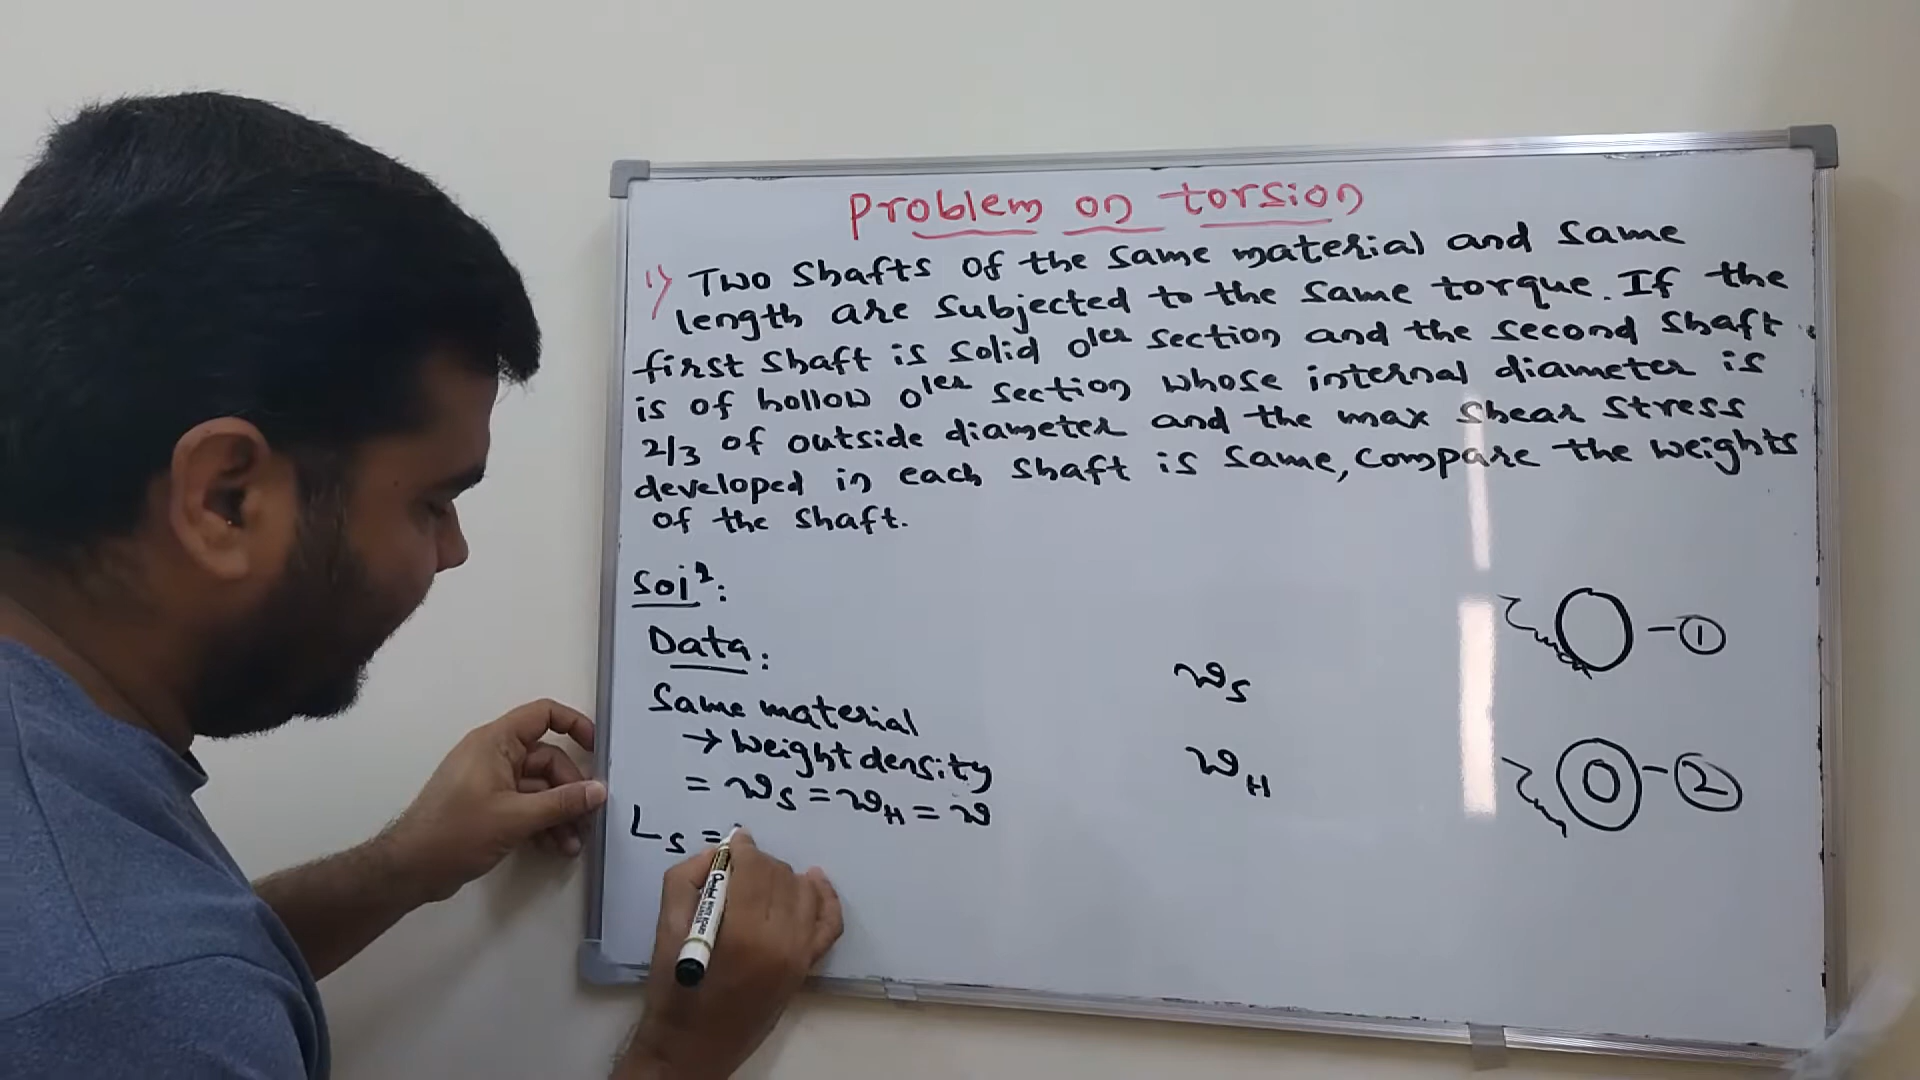 Problem on torsion
1) Two Shafts of the same material and same
length are subjected to the same torque. If the
first shaft is solid olar section and the second shaft
is of hollow olar section whose internal diameter is
2/3 of outside diameter and the max shear stress
developed in each shaft is same, compare the weights
of the shaft.
Soln:
Data:
Same material
→ Weight density
= wS = wH = w
LS =
wS
wH
1
2